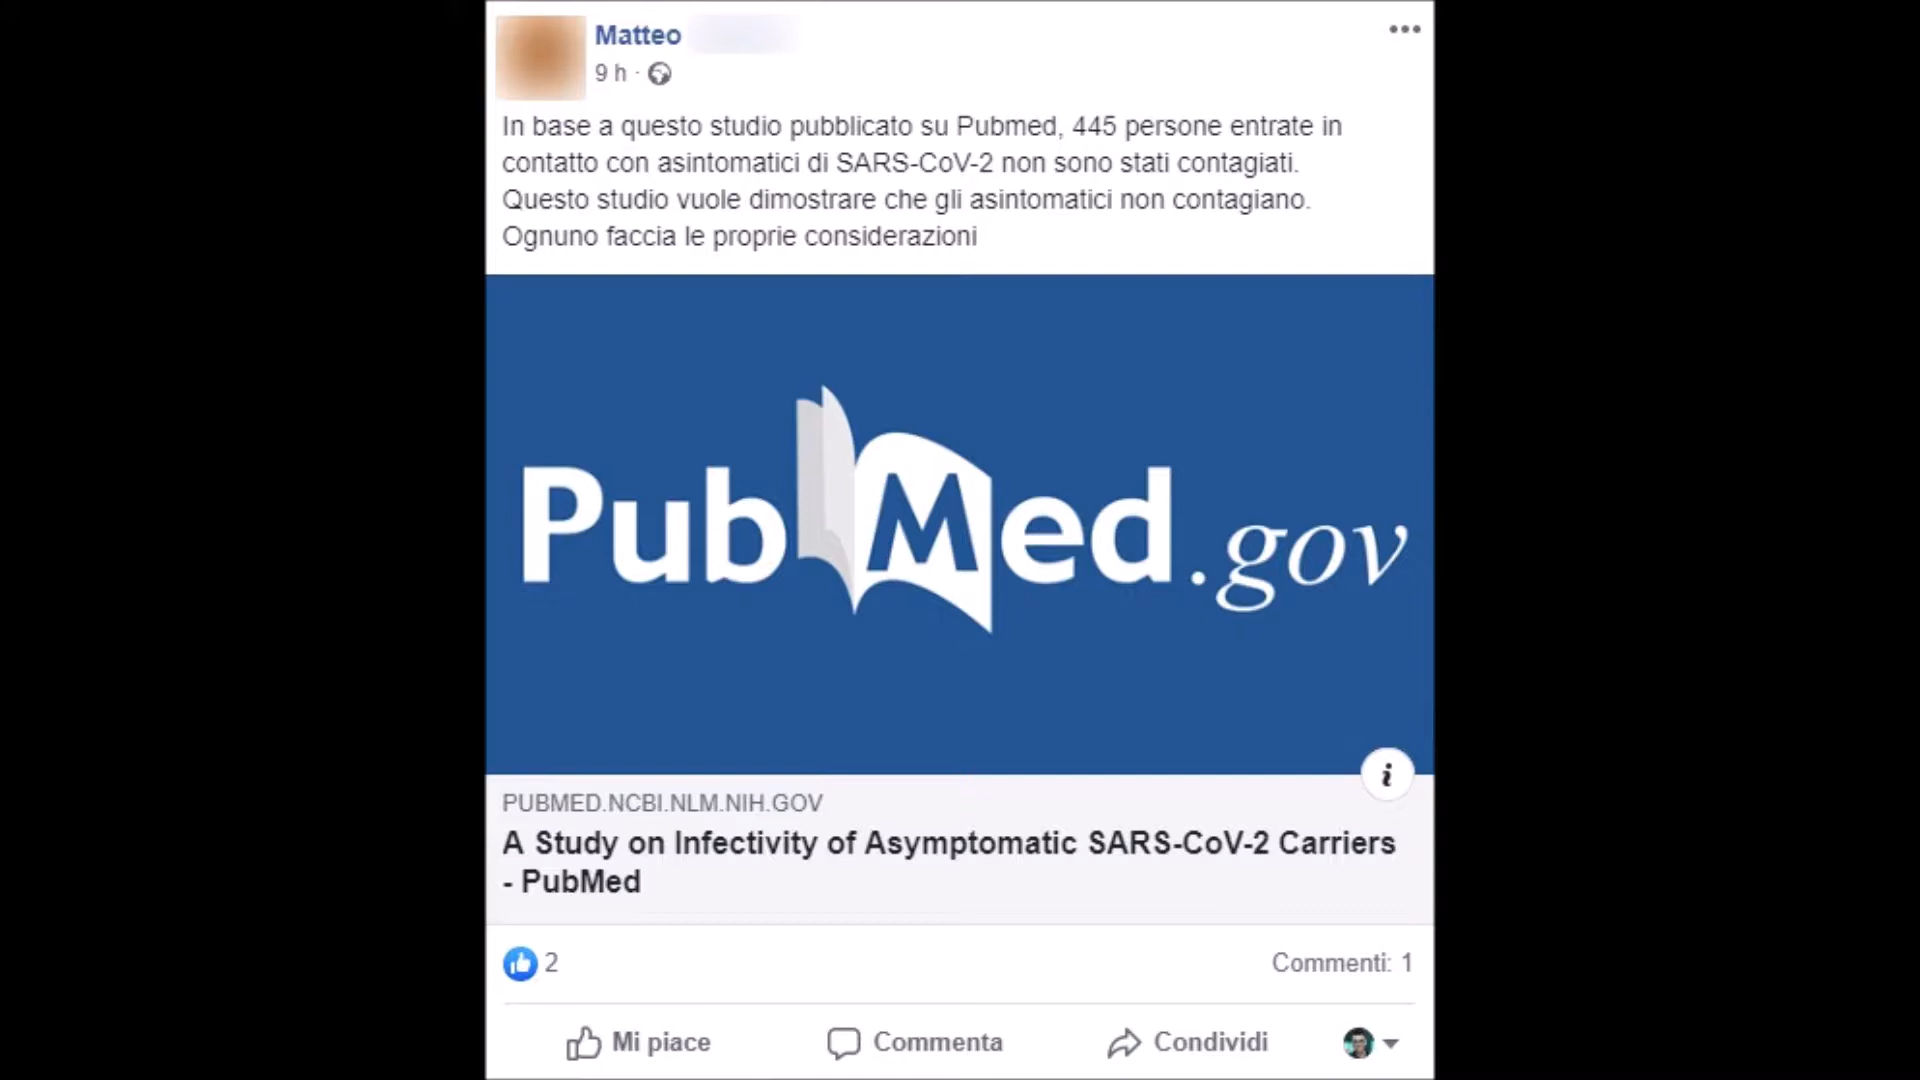 Matteo
9 h ·
In base a questo studio pubblicato su Pubmed, 445 persone entrate in
contatto con asintomatici di SARS-CoV-2 non sono stati contagiati.
Questo studio vuole dimostrare che gli asintomatici non contagiano.
Ognuno faccia le proprie considerazioni
PubMed.gov
i
PUBMED.NCBI.NLM.NIH.GOV
A Study on Infectivity of Asymptomatic SARS-CoV-2 Carriers
- PubMed
2
Commenti: 1
Mi piace
Commenta
Condividi